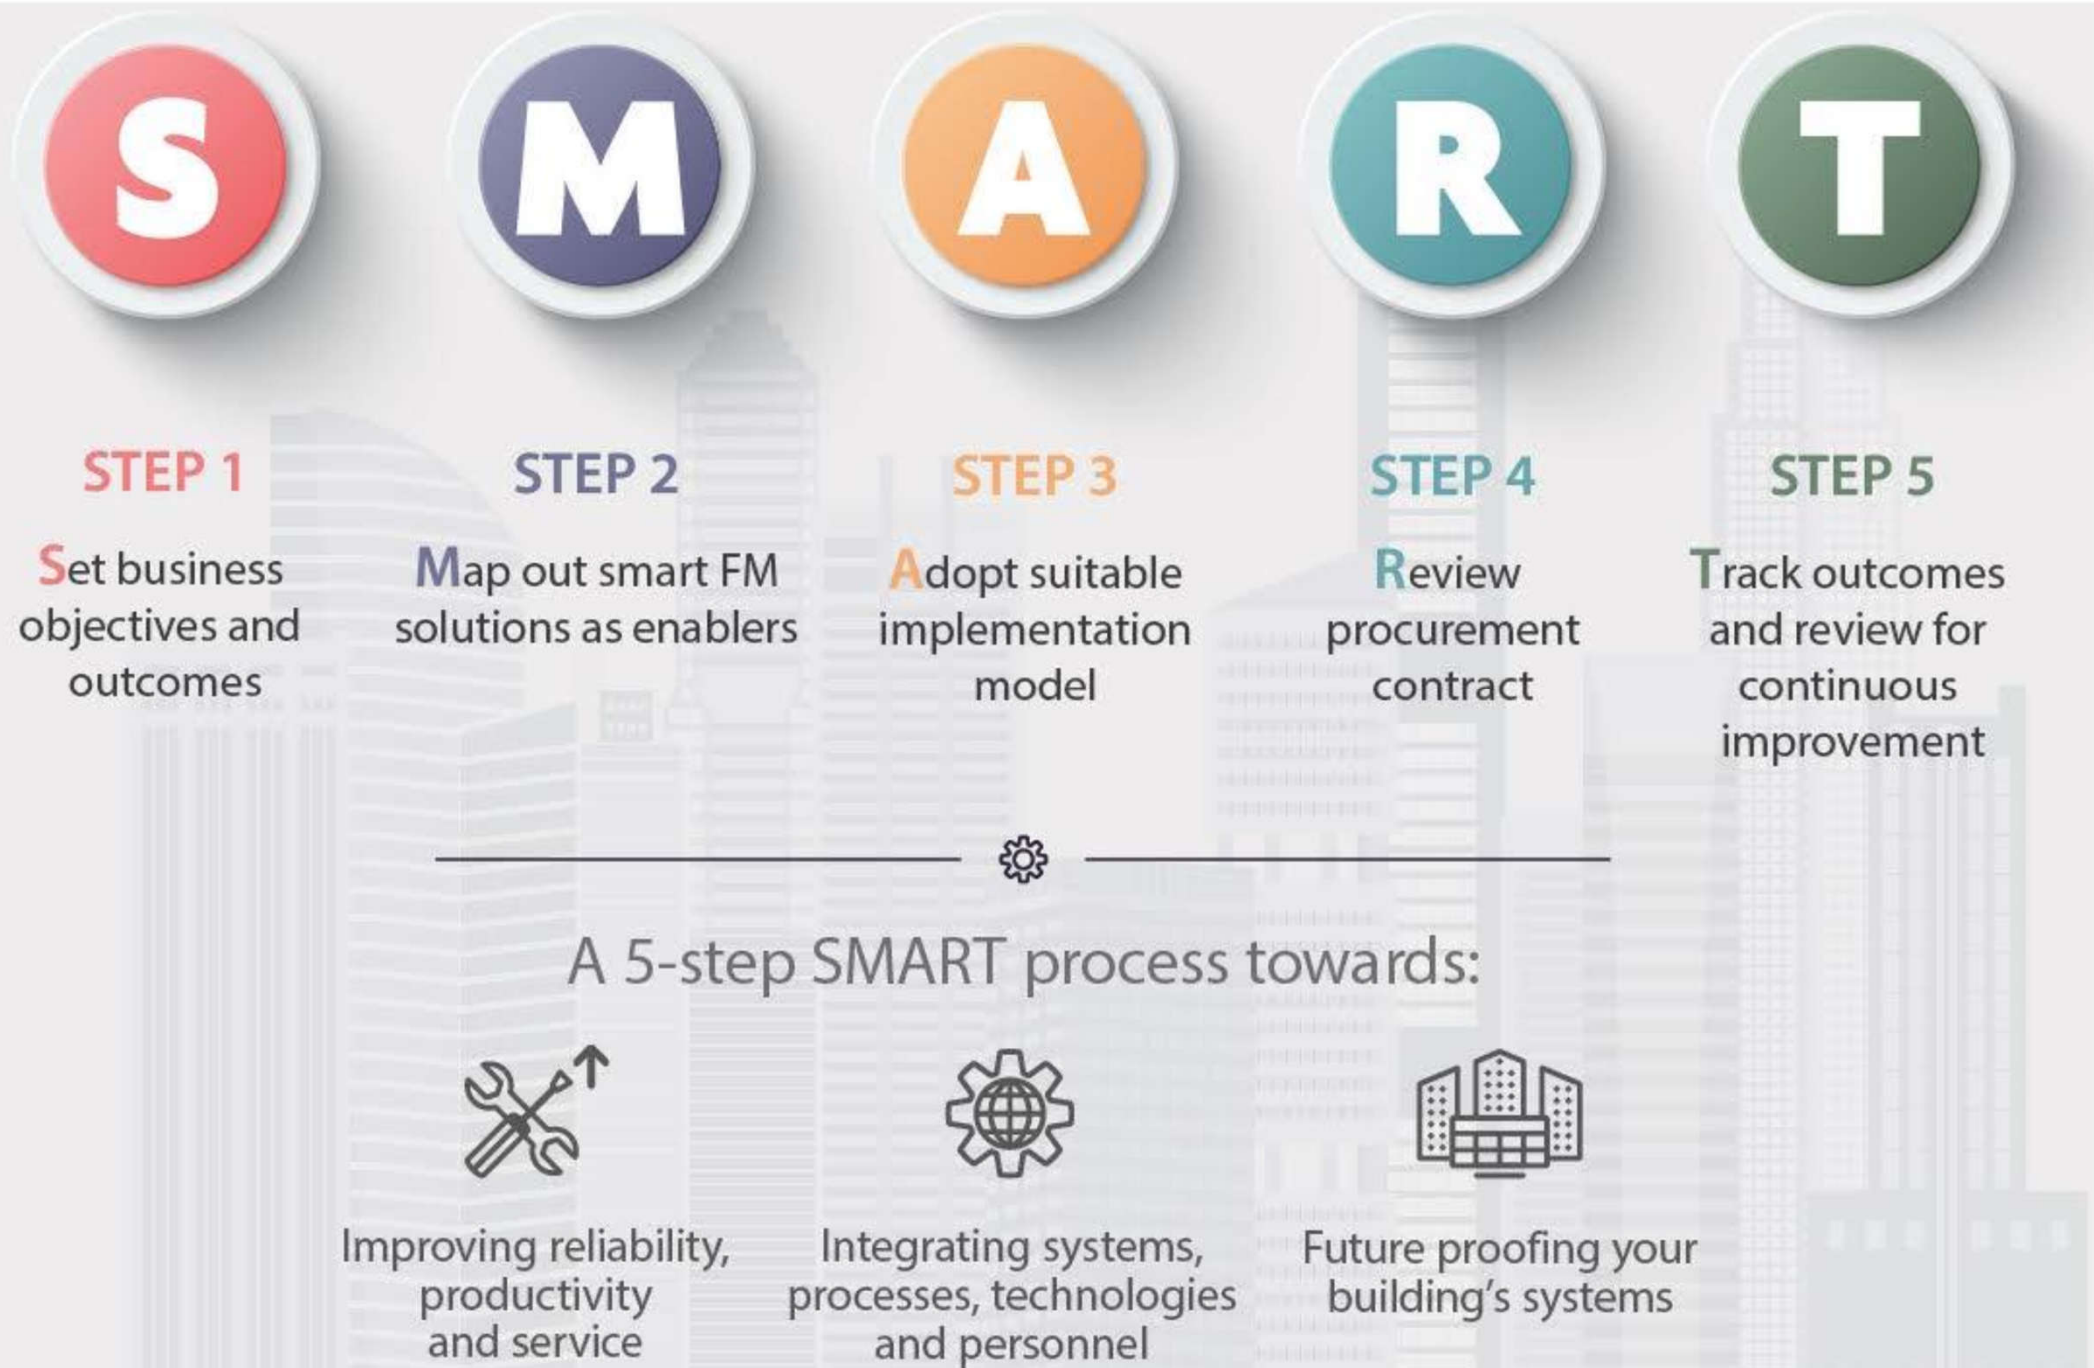 S M A R T
STEP 1
Set business
objectives and
outcomes
STEP 2
Map out smart FM
solutions as enablers
STEP 3
Adopt suitable
implementation
model
STEP 4
Review
procurement
contract
STEP 5
Track outcomes
and review for
continuous
improvement
A 5-step SMART process towards:
Improving reliability,
productivity
and service
Integrating systems,
processes, technologies
and personnel
Future proofing your
building's systems